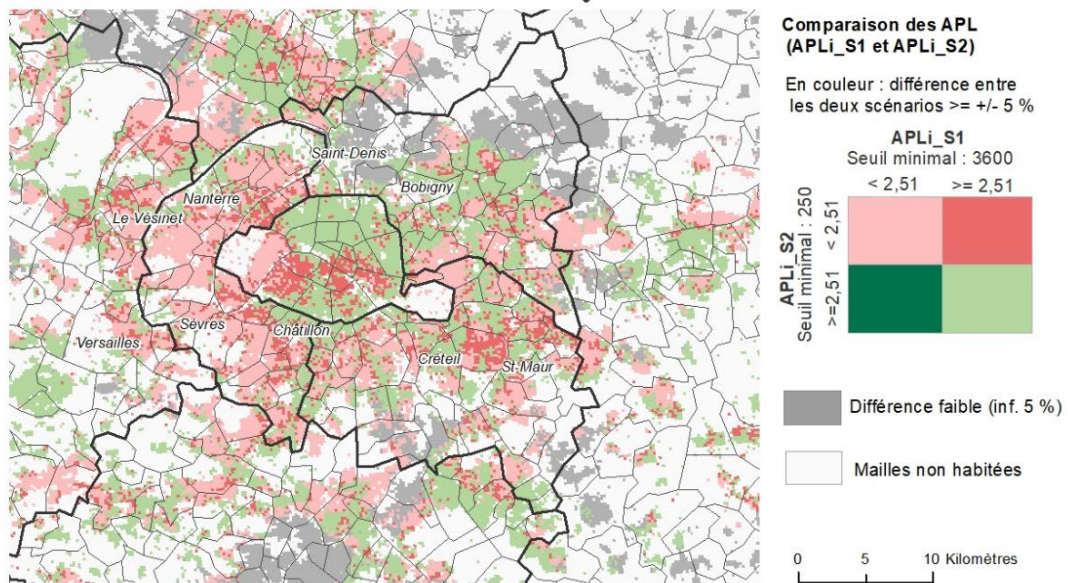 Comparaison des APL
(APLi_S1 et APLi_S2)
En couleur : différence entre
les deux scénarios >= +/- 5 %
APLi_S1
Seuil minimal : 3600
< 2,51 >= 2,51
APLi_S2
Seuil minimal : 250
>=2,51 < 2,51
Différence faible (inf. 5 %)
Mailles non habitées
0 5 10 Kilomètres
Saint-Denis
Bobigny
Nanterre
Le Vésinet
Sèvres
Châtillon
Versailles
Créteil
St-Maur